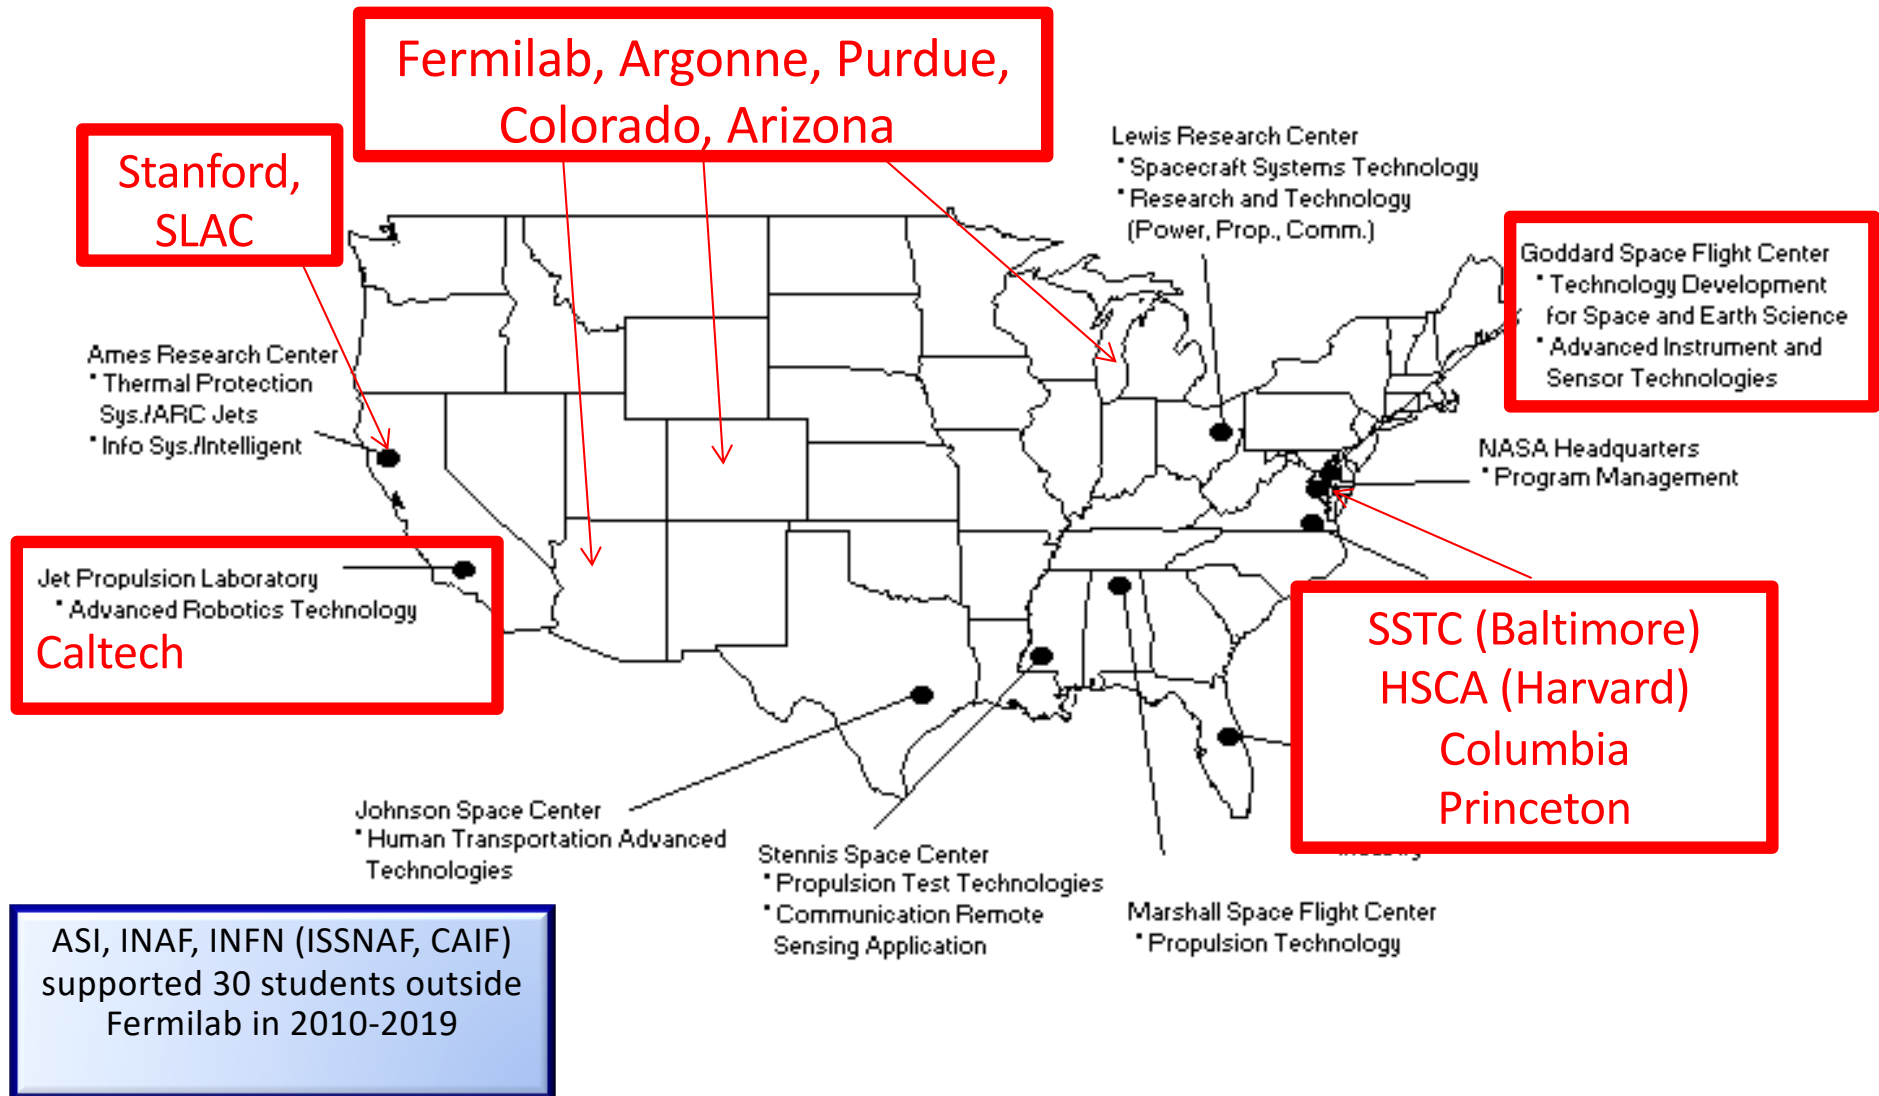 Fermilab, Argonne, Purdue,
Colorado, Arizona
Stanford,
SLAC
Lewis Research Center
• Spacecraft Systems Technology
• Research and Technology
(Power, Prop., Comm.)
Goddard Space Flight Center
• Technology Development
for Space and Earth Science
• Advanced Instrument and
Sensor Technologies
Ames Research Center
• Thermal Protection
Sys./ARC Jets
• Info Sys./Intelligent
NASA Headquarters
• Program Management
Jet Propulsion Laboratory
• Advanced Robotics Technology
Caltech
SSTC (Baltimore)
HSCA (Harvard)
Columbia
Princeton
Johnson Space Center
• Human Transportation Advanced
Technologies
Stennis Space Center
• Propulsion Test Technologies
• Communication Remote
Sensing Application
Marshall Space Flight Center
• Propulsion Technology
ASI, INAF, INFN (ISSNAF, CAIF)
supported 30 students outside
Fermilab in 2010-2019